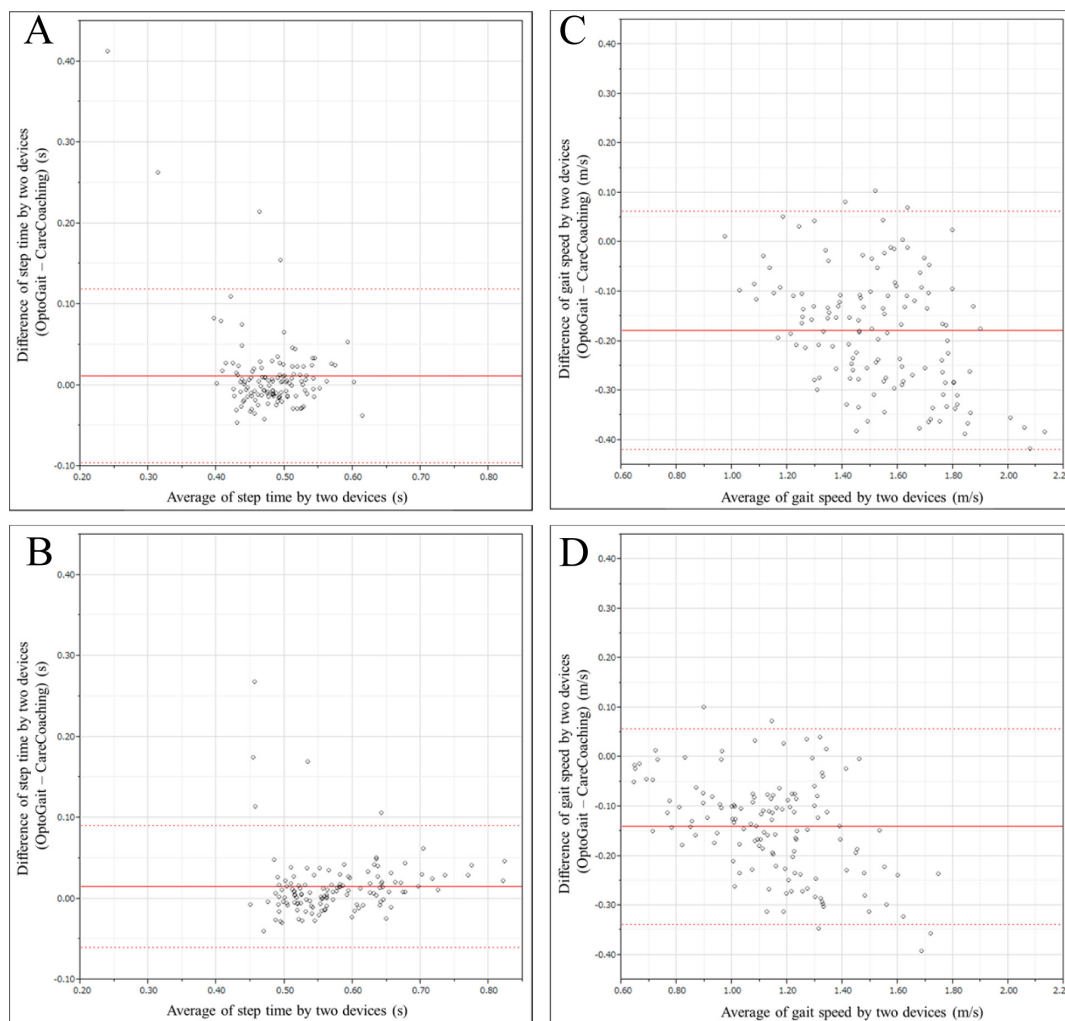 A
0.40
0.30
0.20
0.10
0.00
-0.10
Difference of step time by two devices
(OptoGait – CareCoaching) (s)
0.20 0.30 0.40 0.50 0.60 0.70 0.80
Average of step time by two devices (s)
C
0.40
0.30
0.20
0.10
0.00
-0.10
-0.20
-0.30
-0.40
Difference of gait speed by two devices
(OptoGait – CareCoaching) (m/s)
0.60 0.80 1.00 1.20 1.40 1.60 1.80 2.00 2.2
Average of gait speed by two devices (m/s)
B
0.40
0.30
0.20
0.10
0.00
-0.10
Difference of step time by two devices
(OptoGait – CareCoaching) (s)
0.20 0.30 0.40 0.50 0.60 0.70 0.80
Average of step time by two devices (s)
D
0.40
0.30
0.20
0.10
0.00
-0.10
-0.20
-0.30
-0.40
Difference of gait speed by two devices
(OptoGait – CareCoaching) (m/s)
0.60 0.80 1.00 1.20 1.40 1.60 1.80 2.00 2.2
Average of gait speed by two devices (m/s)